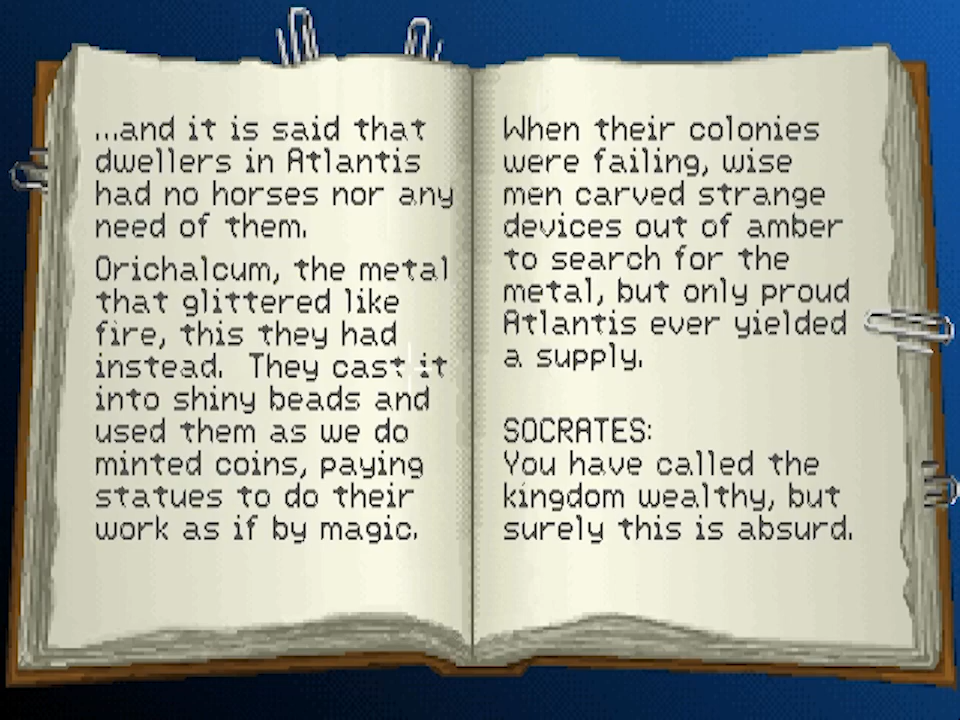 ...and it is said that
dwellers in Atlantis
had no horses nor any
need of them.
Orichalcum, the metal
that glittered like
fire, this they had
instead.  They cast it
into shiny beads and
used them as we do
minted coins, paying
statues to do their
work as if by magic.
When their colonies
were failing, wise
men carved strange
devices out of amber
to search for the
metal, but only proud
Atlantis ever yielded
a supply.
SOCRATES:
You have called the
kingdom wealthy, but
surely this is absurd.